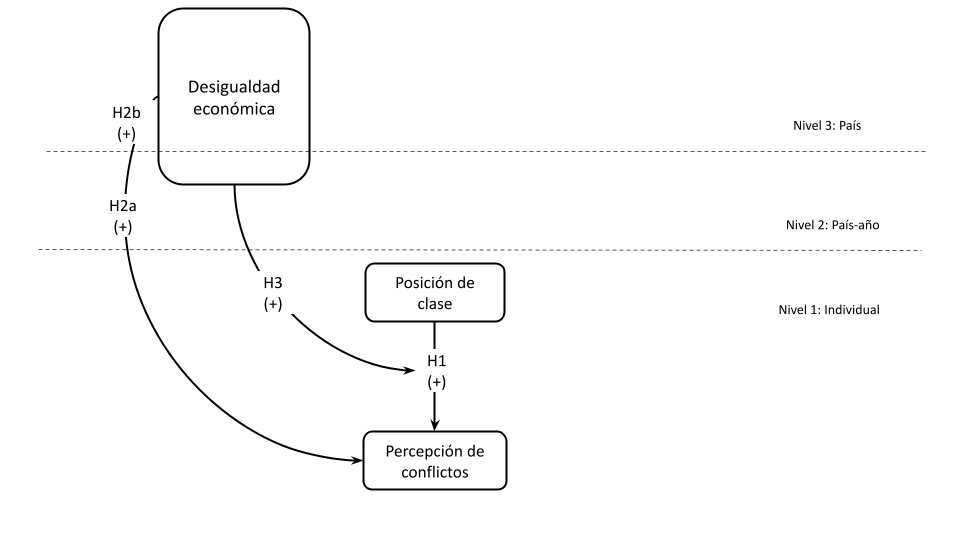 Desigualdad
económica
H2b
(+)
Nivel 3: País
H2a
(+)
Nivel 2: País-año
H3
(+)
Posición de
clase
Nivel 1: Individual
H1
(+)
Percepción de
conflictos